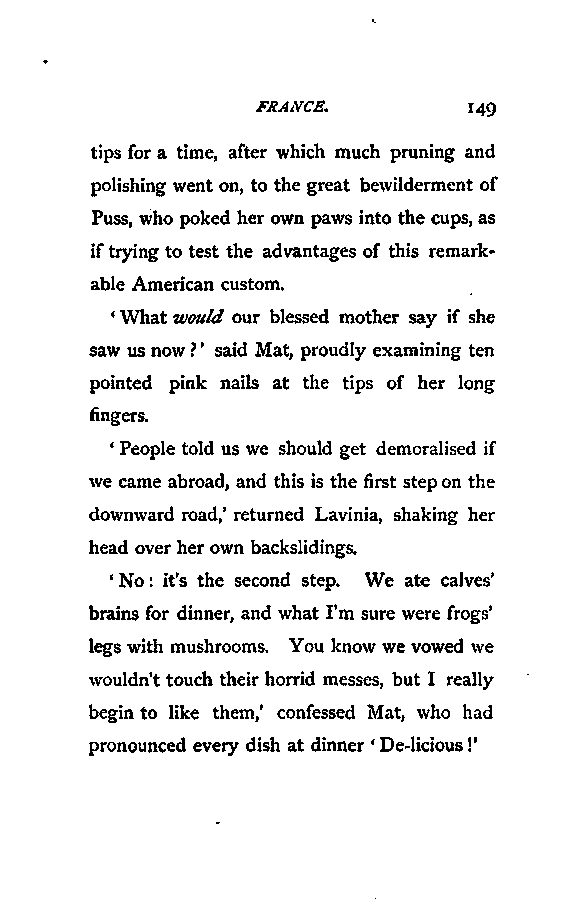 FRANCE. 149
tips for a time, after which much pruning and
polishing went on, to the great bewilderment of
Puss, who poked her own paws into the cups, as
if trying to test the advantages of this remark-
able American custom.
‘What would our blessed mother say if she
saw us now?’ said Mat, proudly examining ten
pointed pink nails at the tips of her long
fingers.
‘People told us we should get demoralised if
we came abroad, and this is the first step on the
downward road,’ returned Lavinia, shaking her
head over her own backslidings.
‘No: it's the second step. We ate calves’
brains for dinner, and what I'm sure were frogs’
legs with mushrooms. You know we vowed we
wouldn't touch their horrid messes, but I really
begin to like them,’ confessed Mat, who had
pronounced every dish at dinner ‘De-licious!’